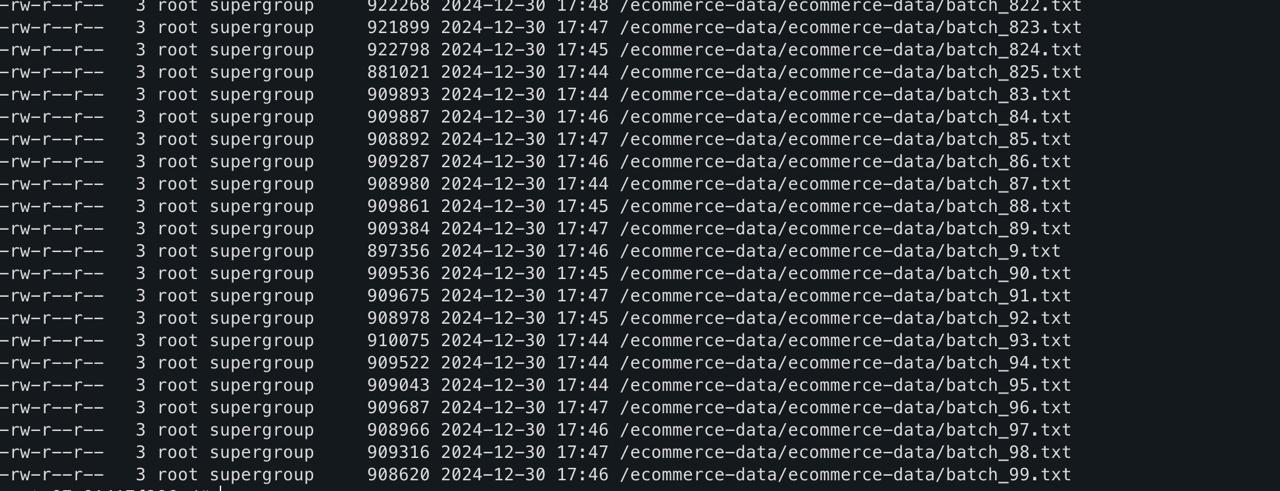 -rw-r--r--   3 root supergroup     922268 2024-12-30 17:48 /ecommerce-data/ecommerce-data/batch_822.txt
-rw-r--r--   3 root supergroup     921899 2024-12-30 17:47 /ecommerce-data/ecommerce-data/batch_823.txt
-rw-r--r--   3 root supergroup     922798 2024-12-30 17:45 /ecommerce-data/ecommerce-data/batch_824.txt
-rw-r--r--   3 root supergroup     881021 2024-12-30 17:44 /ecommerce-data/ecommerce-data/batch_825.txt
-rw-r--r--   3 root supergroup     909893 2024-12-30 17:44 /ecommerce-data/ecommerce-data/batch_83.txt
-rw-r--r--   3 root supergroup     909887 2024-12-30 17:46 /ecommerce-data/ecommerce-data/batch_84.txt
-rw-r--r--   3 root supergroup     908892 2024-12-30 17:47 /ecommerce-data/ecommerce-data/batch_85.txt
-rw-r--r--   3 root supergroup     909287 2024-12-30 17:46 /ecommerce-data/ecommerce-data/batch_86.txt
-rw-r--r--   3 root supergroup     908980 2024-12-30 17:44 /ecommerce-data/ecommerce-data/batch_87.txt
-rw-r--r--   3 root supergroup     909861 2024-12-30 17:45 /ecommerce-data/ecommerce-data/batch_88.txt
-rw-r--r--   3 root supergroup     909384 2024-12-30 17:47 /ecommerce-data/ecommerce-data/batch_89.txt
-rw-r--r--   3 root supergroup     897356 2024-12-30 17:46 /ecommerce-data/ecommerce-data/batch_9.txt
-rw-r--r--   3 root supergroup     909536 2024-12-30 17:45 /ecommerce-data/ecommerce-data/batch_90.txt
-rw-r--r--   3 root supergroup     909675 2024-12-30 17:47 /ecommerce-data/ecommerce-data/batch_91.txt
-rw-r--r--   3 root supergroup     908978 2024-12-30 17:45 /ecommerce-data/ecommerce-data/batch_92.txt
-rw-r--r--   3 root supergroup     910075 2024-12-30 17:44 /ecommerce-data/ecommerce-data/batch_93.txt
-rw-r--r--   3 root supergroup     909522 2024-12-30 17:44 /ecommerce-data/ecommerce-data/batch_94.txt
-rw-r--r--   3 root supergroup     909043 2024-12-30 17:44 /ecommerce-data/ecommerce-data/batch_95.txt
-rw-r--r--   3 root supergroup     909687 2024-12-30 17:47 /ecommerce-data/ecommerce-data/batch_96.txt
-rw-r--r--   3 root supergroup     908966 2024-12-30 17:46 /ecommerce-data/ecommerce-data/batch_97.txt
-rw-r--r--   3 root supergroup     909316 2024-12-30 17:47 /ecommerce-data/ecommerce-data/batch_98.txt
-rw-r--r--   3 root supergroup     908620 2024-12-30 17:46 /ecommerce-data/ecommerce-data/batch_99.txt